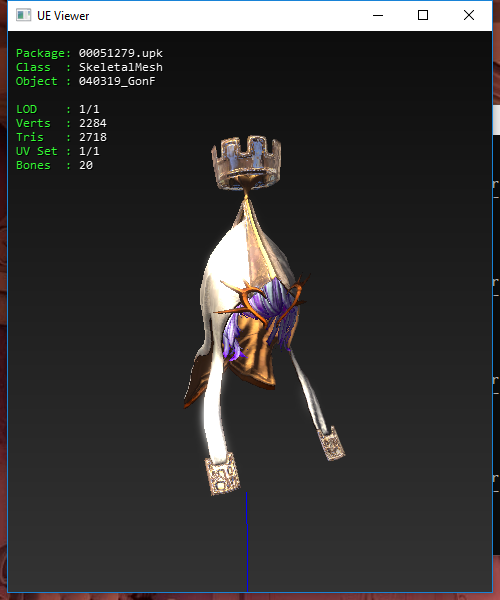 UE Viewer
Package: 00051279.upk
Class : SkeletalMesh
Object : 040319_GonF
LOD : 1/1
Verts : 2284
Tris : 2718
UV Set : 1/1
Bones : 20